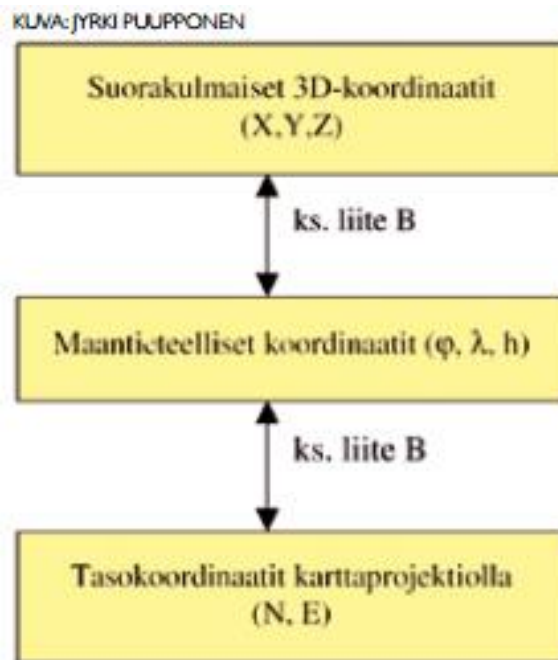 KUVA: JYRKI PUUPPONEN
Suorakulmaiset 3D-koordinaatit
(X,Y,Z)
ks. liite B
Maantieteelliset koordinaatit (φ, λ, h)
ks. liite B
Tasokoordinaatit karttaprojektiolla
(N, E)